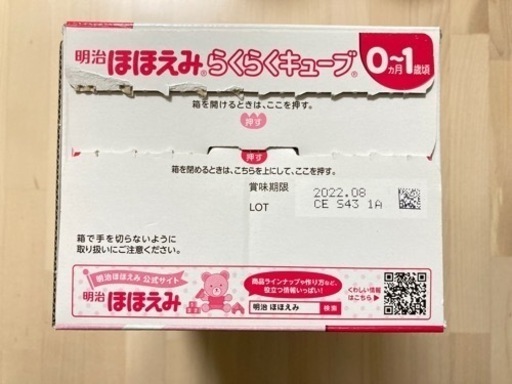 明治 ほほえみ® らくらくキューブ® 0ヵ月~1歳頃
箱を開けるときは、ここを押す。
押す
押す
箱を閉めるときは、こちらを上にして、ここを押す。
賞味期限 2022.08
LOT CE S43 1A
箱で手を切らないように
取り扱いにご注意ください。
明治ほほえみ 公式サイト
明治 ほほえみ
商品ラインナップや作り方など、
役立つ情報いっぱい!
明治 ほほえみ 検索
くわしい情報
はこちら▶